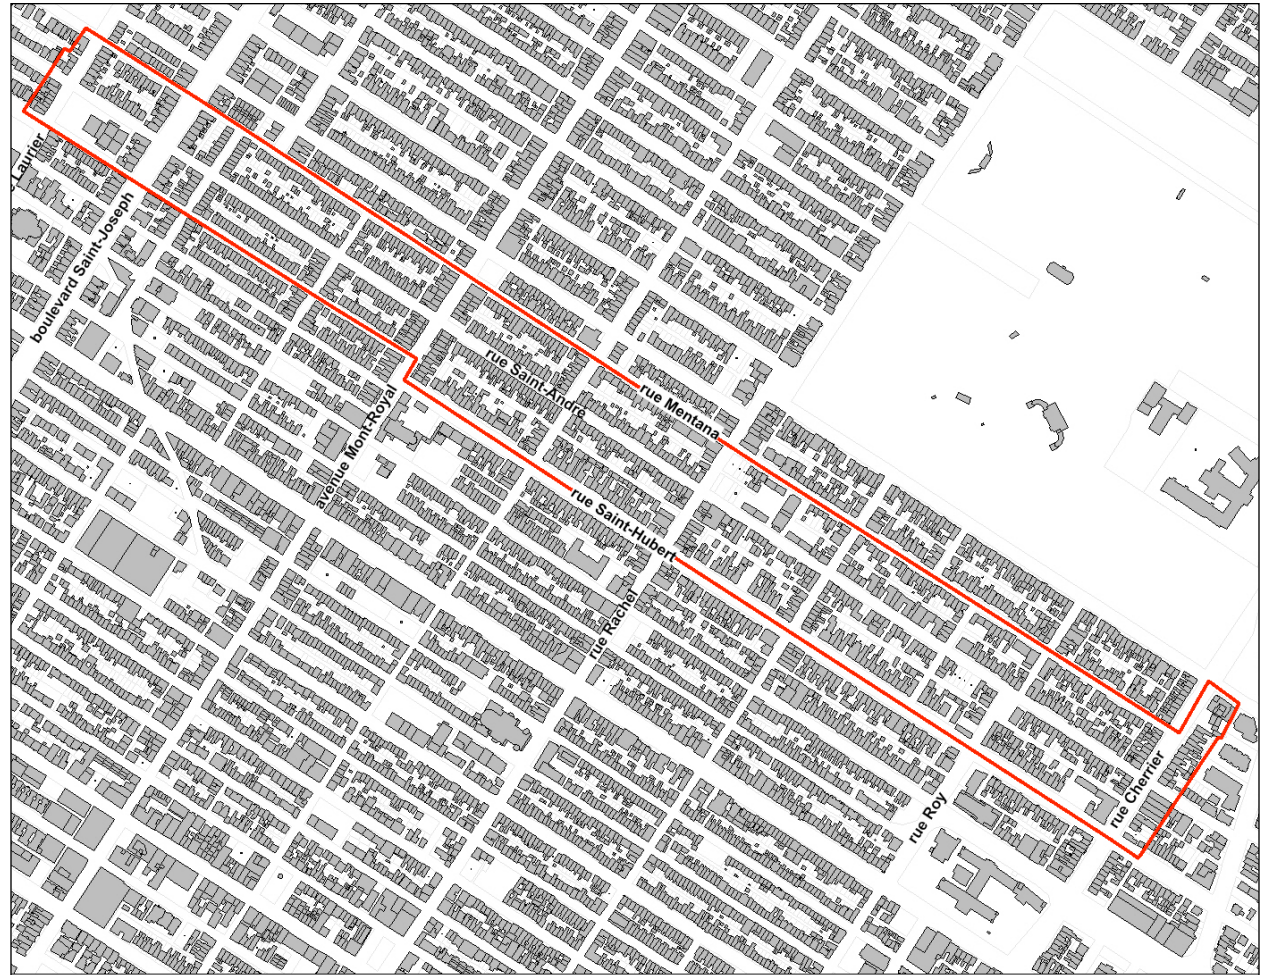 e Laurier
boulevard Saint-Joseph
avenue Mont-Royal
rue Saint-André
rue Mentana
rue Saint-Hubert
rue Rachel
rue Roy
rue Cherrier